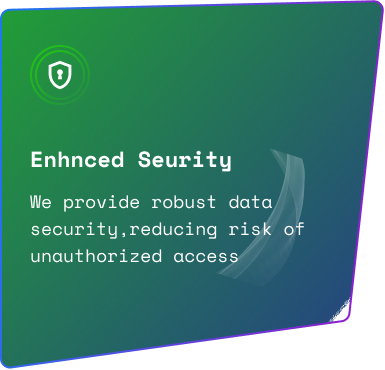 Enhnced Seurity
We provide robust data
security,reducing risk of
unauthorized access